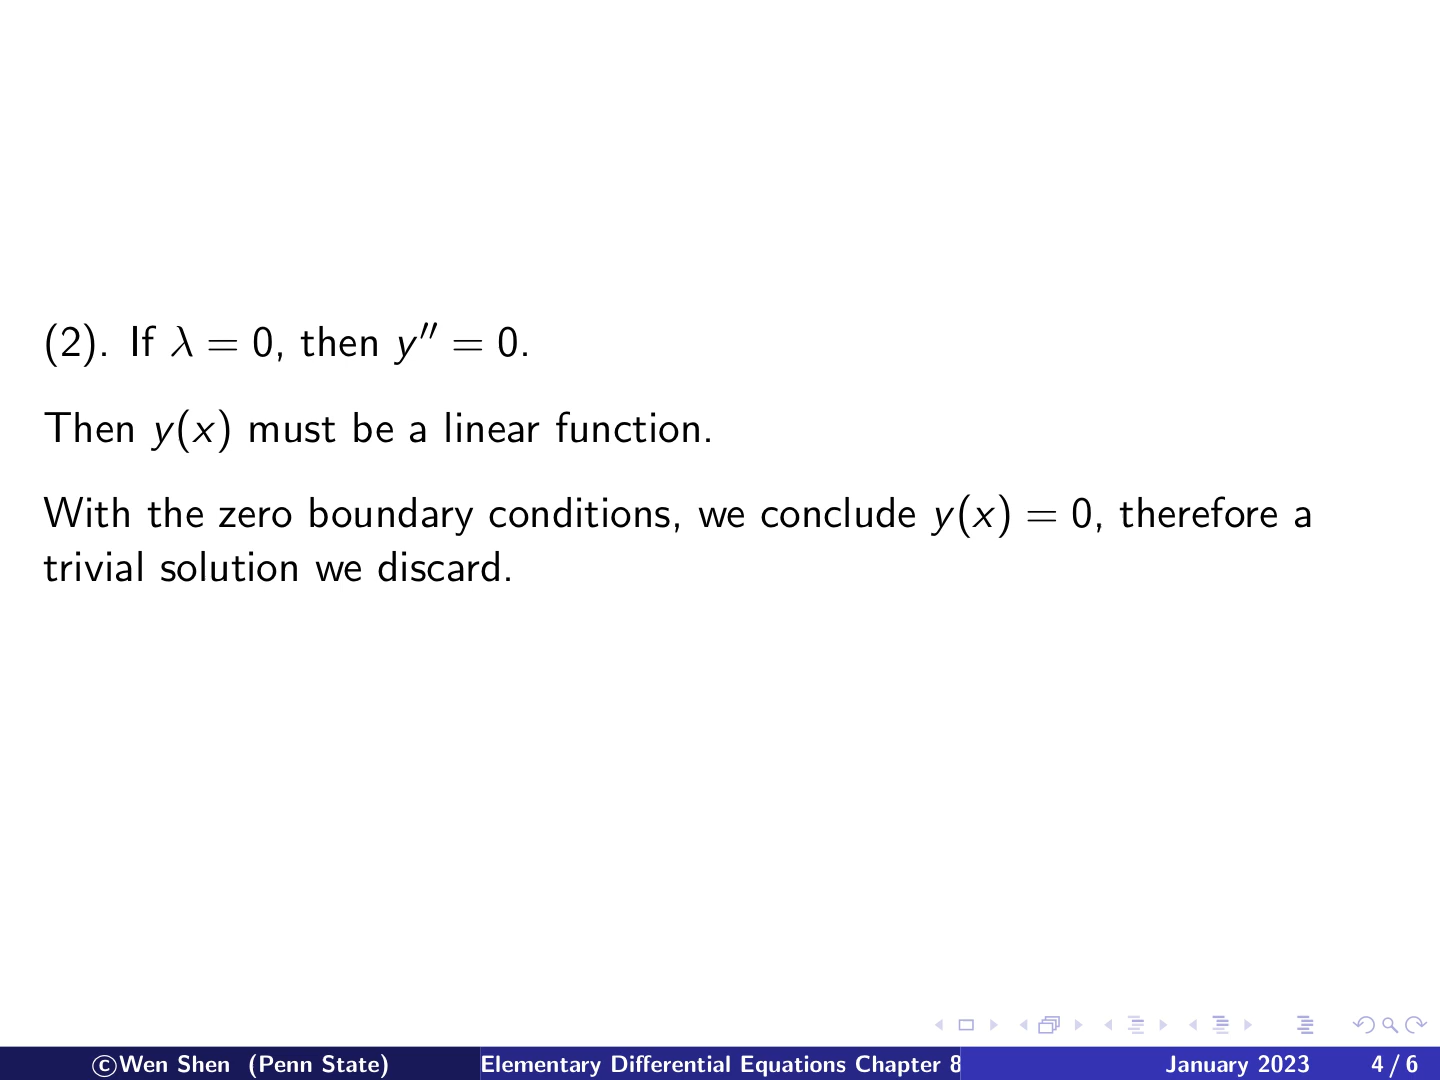 (2). If λ = 0, then y″ = 0.
Then y(x) must be a linear function.
With the zero boundary conditions, we conclude y(x) = 0, therefore a
trivial solution we discard.
©Wen Shen (Penn State) Elementary Differential Equations Chapter 8 January 2023 4 / 6